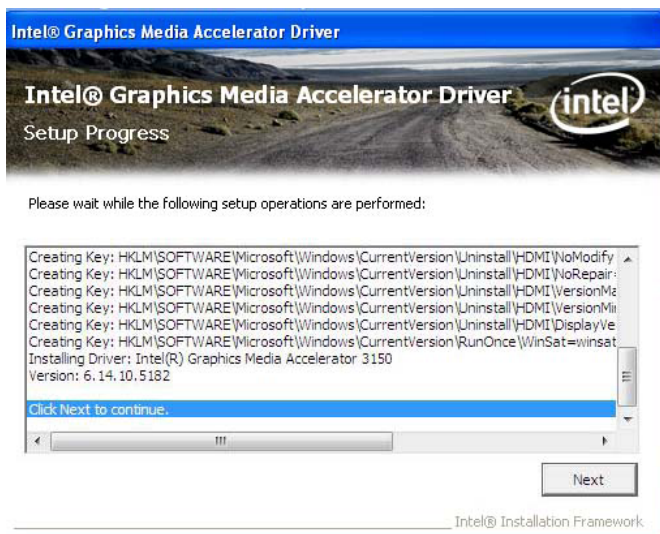 Intel® Graphics Media Accelerator Driver
Intel® Graphics Media Accelerator Driver
Setup Progress
intel
Please wait while the following setup operations are performed:
Creating Key: HKLM\SOFTWARE\Microsoft\Windows\CurrentVersion\Uninstall\HDMI\NoModify
Creating Key: HKLM\SOFTWARE\Microsoft\Windows\CurrentVersion\Uninstall\HDMI\NoRepair=
Creating Key: HKLM\SOFTWARE\Microsoft\Windows\CurrentVersion\Uninstall\HDMI\VersionMa
Creating Key: HKLM\SOFTWARE\Microsoft\Windows\CurrentVersion\Uninstall\HDMI\VersionMi
Creating Key: HKLM\SOFTWARE\Microsoft\Windows\CurrentVersion\Uninstall\HDMI\DisplayVe
Creating Key: HKLM\SOFTWARE\Microsoft\Windows\CurrentVersion\RunOnce\WinSat=winsat
Installing Driver: Intel(R) Graphics Media Accelerator 3150
Version: 6.14.10.5182
Click Next to continue.
Next
Intel® Installation Framework